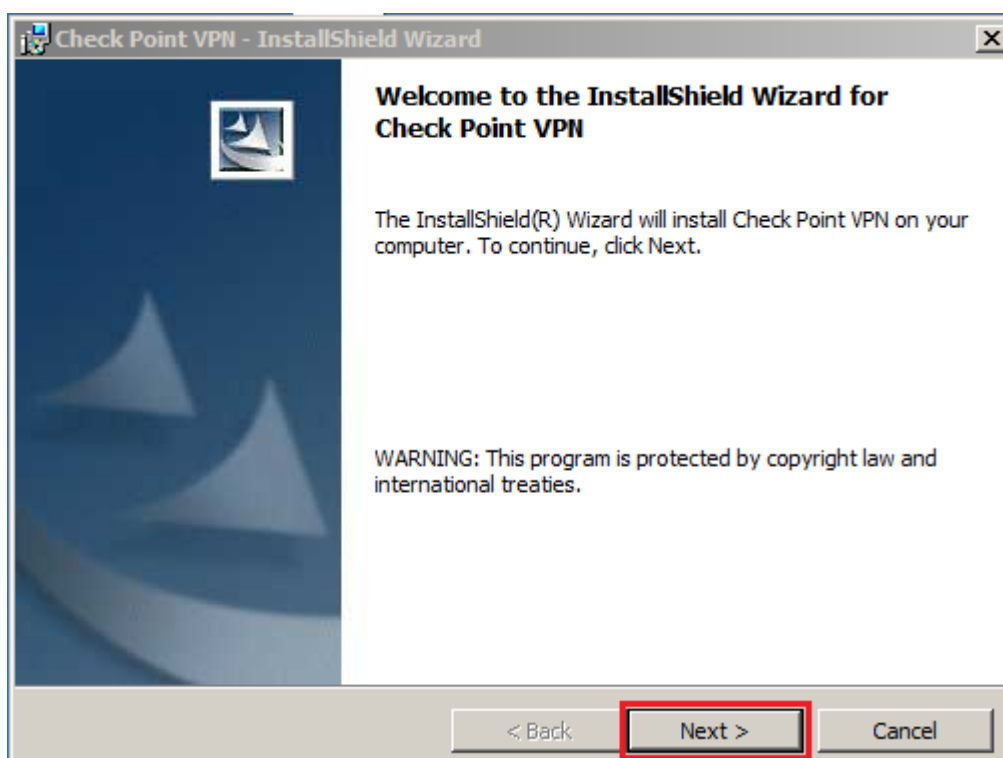 Check Point VPN - InstallShield Wizard
Welcome to the InstallShield Wizard for
Check Point VPN
The InstallShield(R) Wizard will install Check Point VPN on your
computer. To continue, click Next.
WARNING: This program is protected by copyright law and
international treaties.
< Back Next > Cancel